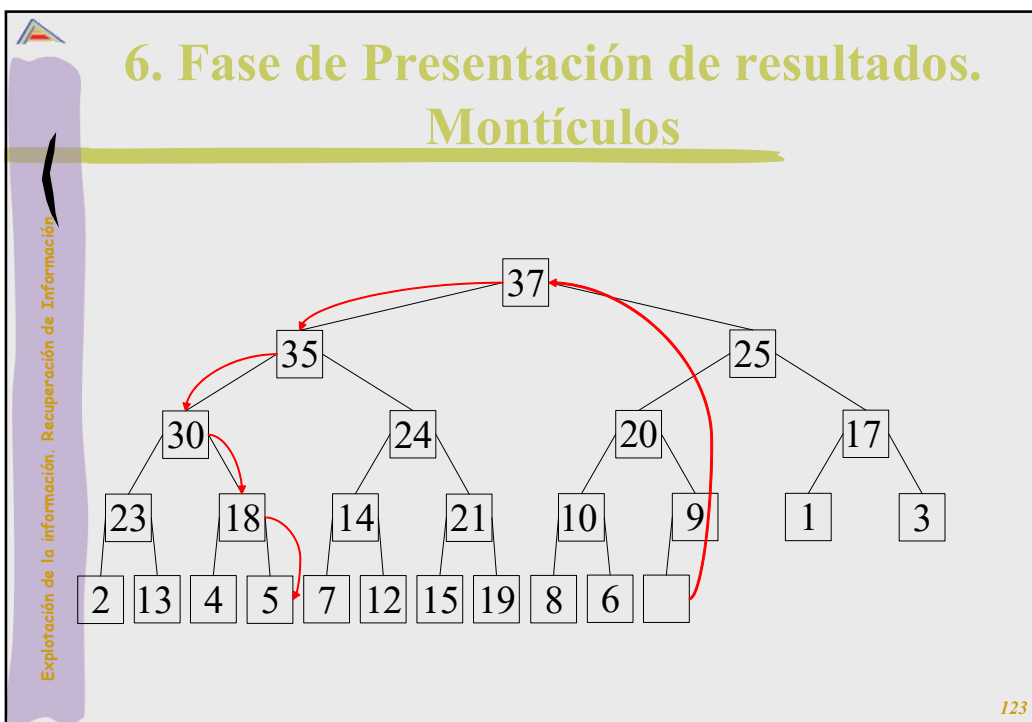 6. Fase de Presentación de resultados.
Montículos
Explotación de la información. Recuperación de Información
37
35 25
30 24 20 17
23 18 14 21 10 9 1 3
2 13 4 5 7 12 15 19 8 6
123